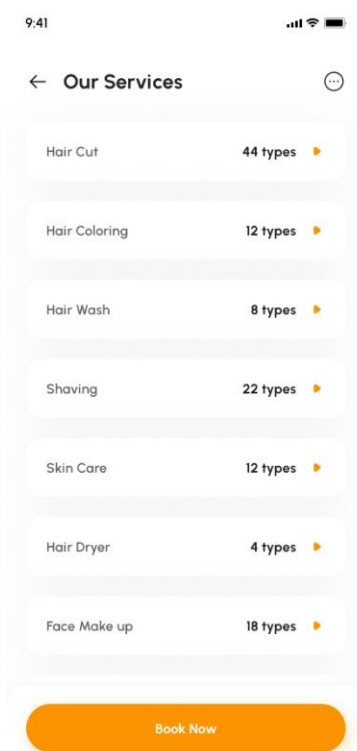 9:41
Our Services
Hair Cut 44 types
Hair Coloring 12 types
Hair Wash 8 types
Shaving 22 types
Skin Care 12 types
Hair Dryer 4 types
Face Make up 18 types
Book Now